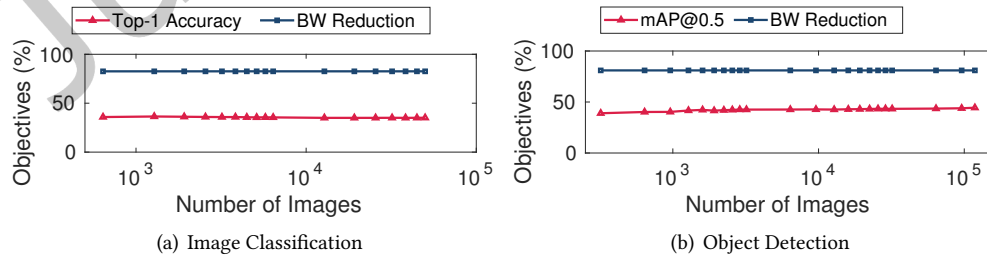 Top-1 Accuracy BW Reduction
mAP@0.5 BW Reduction
Objectives (%)
100
50
0
10^3 10^4 10^5
Number of Images
(a) Image Classification
Objectives (%)
100
50
0
10^3 10^4 10^5
Number of Images
(b) Object Detection